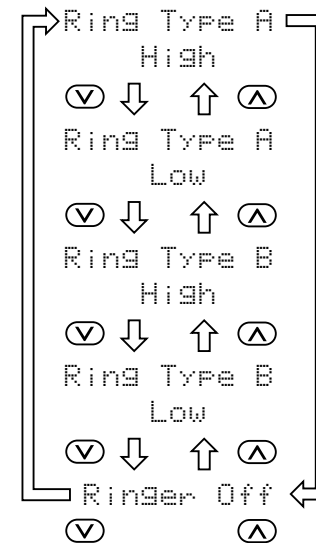 Ring Type A
High
Ring Type A
Low
Ring Type B
High
Ring Type B
Low
Ringer Off